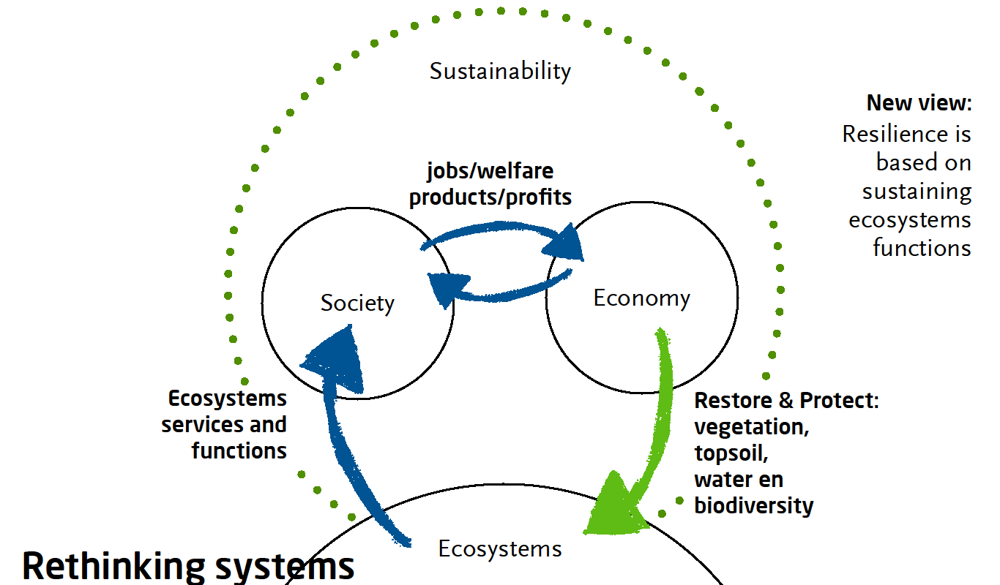 Sustainability
New view:
Resilience is
based on
sustaining
ecosystems
functions
jobs/welfare
products/profits
Society
Economy
Ecosystems
services and
functions
Restore & Protect:
vegetation,
topsoil,
water en
biodiversity
Ecosystems
Rethinking systems